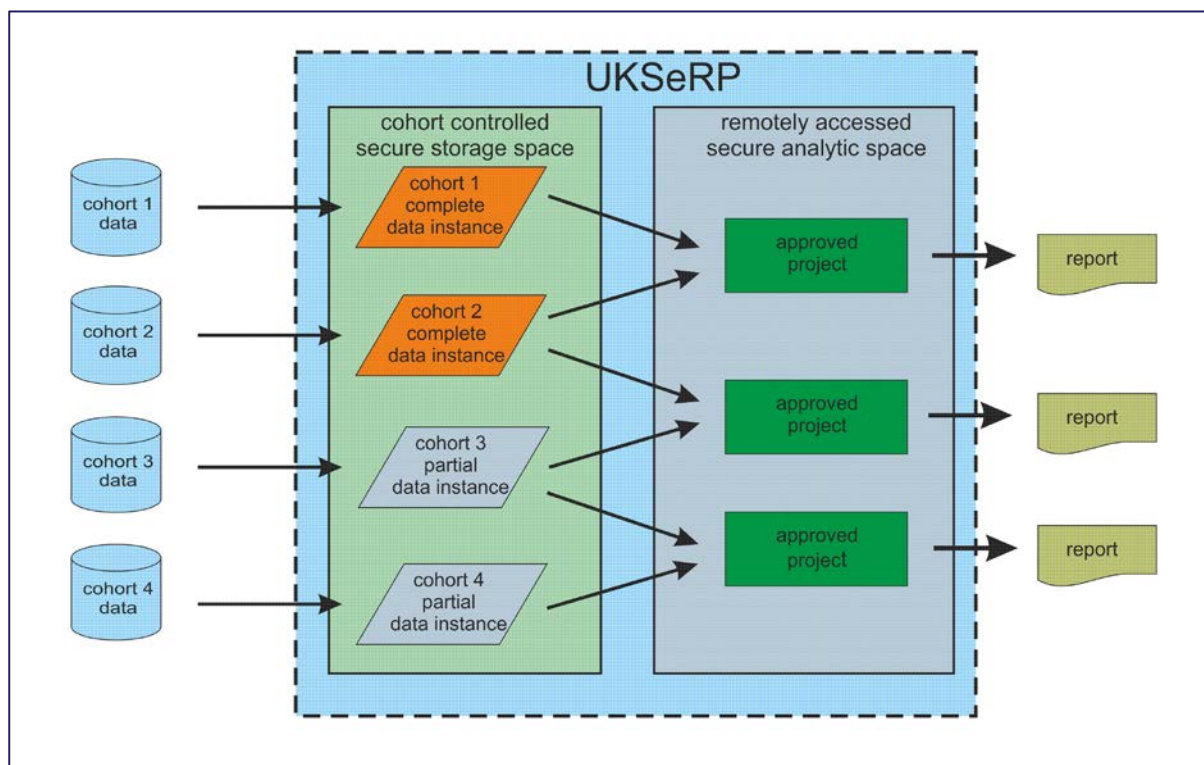 UKSeRP
cohort controlled
secure storage space
remotely accessed
secure analytic space
cohort 1
data
cohort 2
data
cohort 3
data
cohort 4
data
cohort 1
complete
data instance
cohort 2
complete
data instance
cohort 3
partial
data instance
cohort 4
partial
data instance
approved
project
approved
project
approved
project
report
report
report